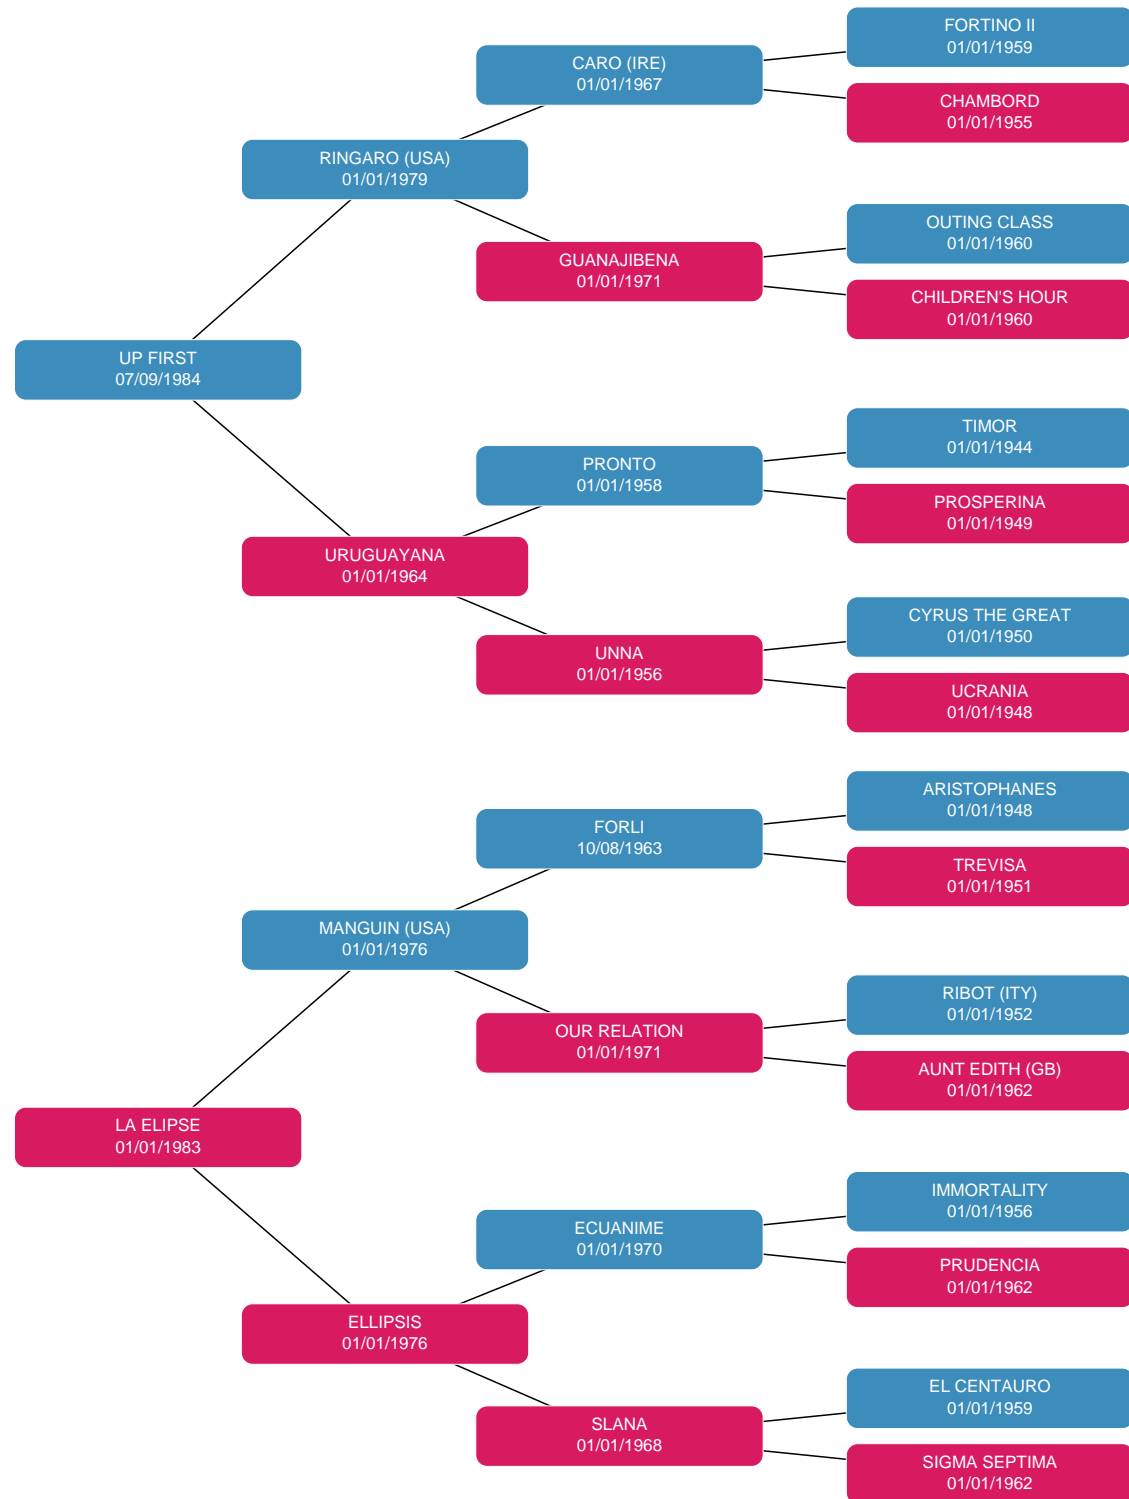 FORTINO II
01/01/1959
CARO (IRE)
01/01/1967
CHAMBORD
01/01/1955
RINGARO (USA)
01/01/1979
OUTING CLASS
01/01/1960
GUANAJIBENA
01/01/1971
CHILDREN'S HOUR
01/01/1960
UP FIRST
07/09/1984
TIMOR
01/01/1944
PRONTO
01/01/1958
PROSPERINA
01/01/1949
URUGUAYANA
01/01/1964
CYRUS THE GREAT
01/01/1950
UNNA
01/01/1956
UCRANIA
01/01/1948
ARISTOPHANES
01/01/1948
FORLI
10/08/1963
TREVISA
01/01/1951
MANGUIN (USA)
01/01/1976
RIBOT (ITY)
01/01/1952
OUR RELATION
01/01/1971
AUNT EDITH (GB)
01/01/1962
LA ELIPSE
01/01/1983
IMMORTALITY
01/01/1956
ECUANIME
01/01/1970
PRUDENCIA
01/01/1962
ELLIPSIS
01/01/1976
EL CENTAURO
01/01/1959
SLANA
01/01/1968
SIGMA SEPTIMA
01/01/1962